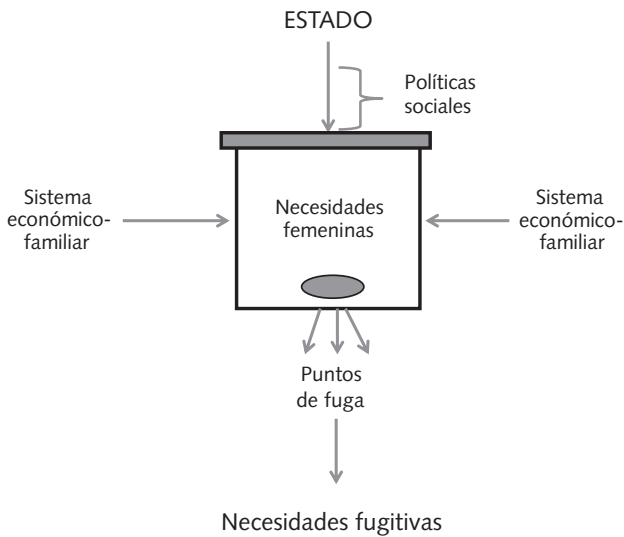 ESTADO
Políticas
sociales
Sistema
económico-
familiar
Necesidades
femeninas
Sistema
económico-
familiar
Puntos
de fuga
Necesidades fugitivas